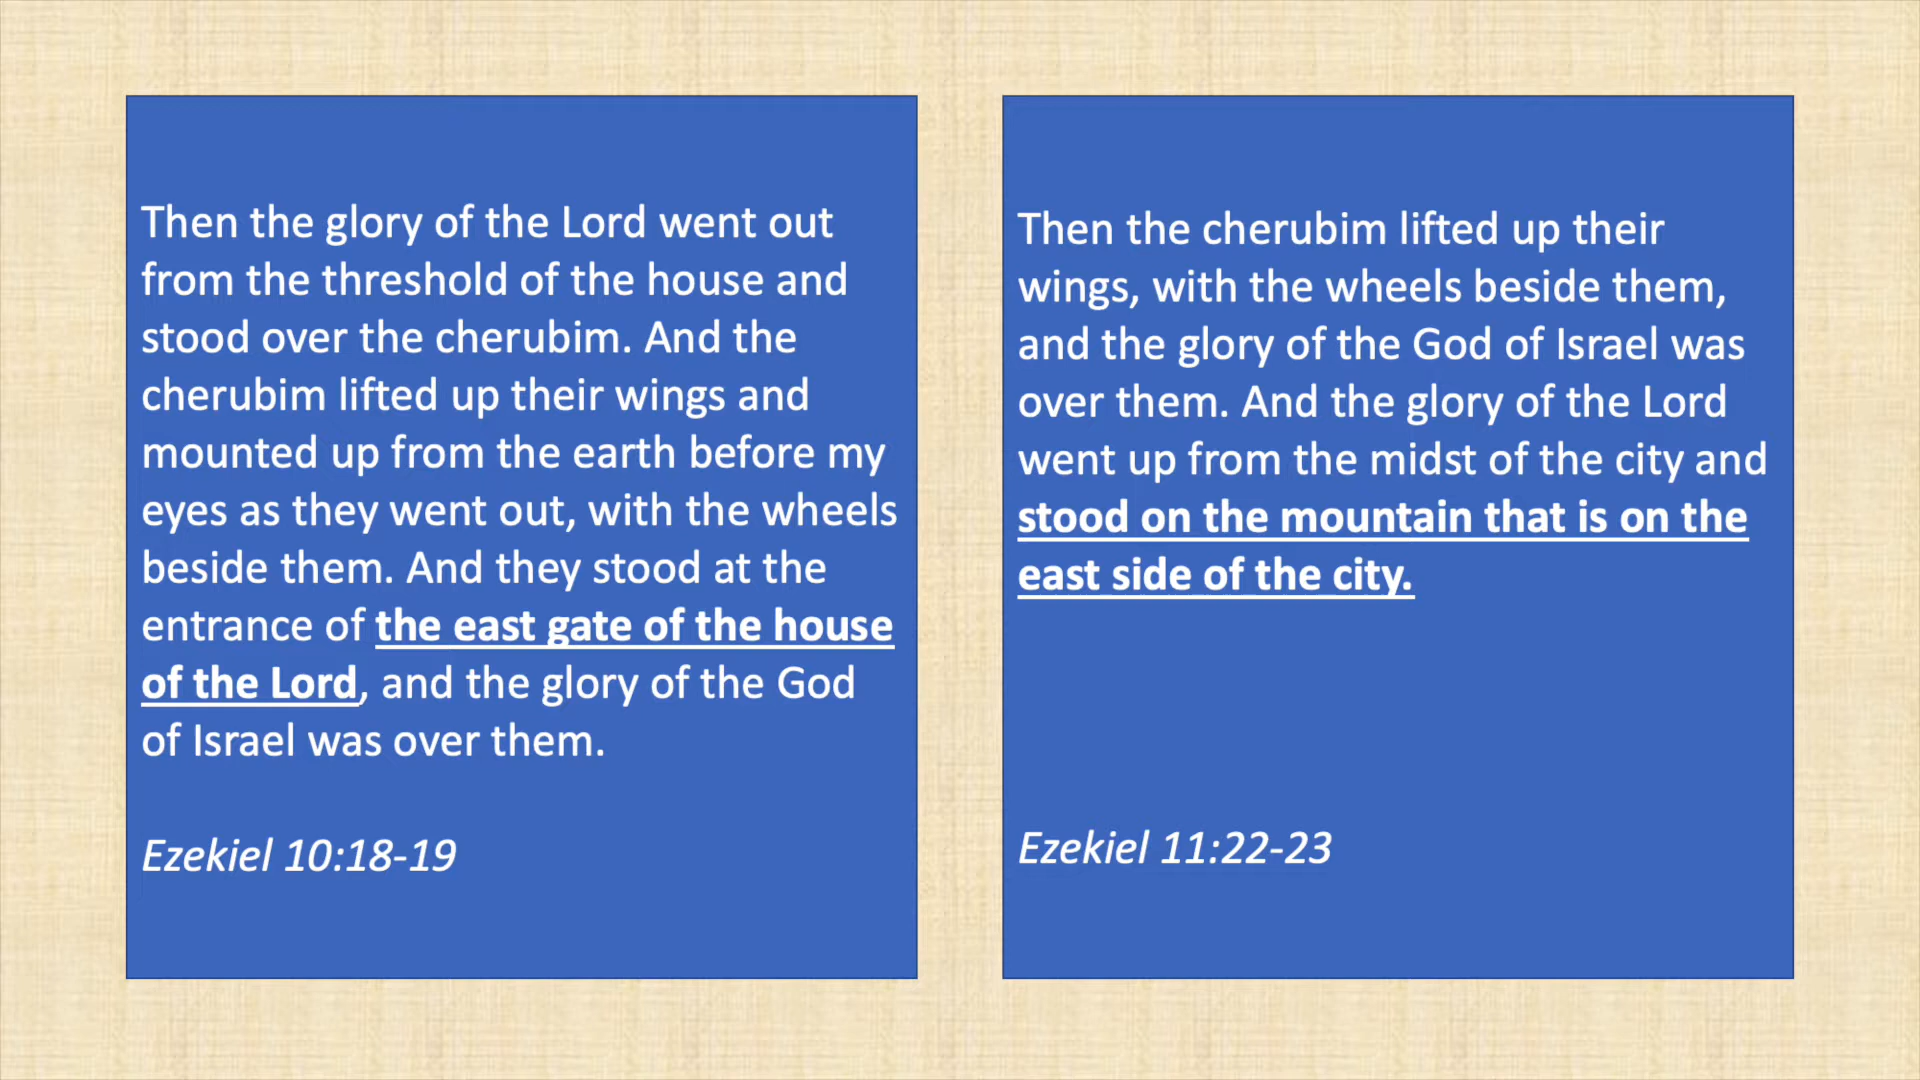 Then the glory of the Lord went out
from the threshold of the house and
stood over the cherubim. And the
cherubim lifted up their wings and
mounted up from the earth before my
eyes as they went out, with the wheels
beside them. And they stood at the
entrance of the east gate of the house
of the Lord, and the glory of the God
of Israel was over them.
Ezekiel 10:18-19
Then the cherubim lifted up their
wings, with the wheels beside them,
and the glory of the God of Israel was
over them. And the glory of the Lord
went up from the midst of the city and
stood on the mountain that is on the
east side of the city.
Ezekiel 11:22-23